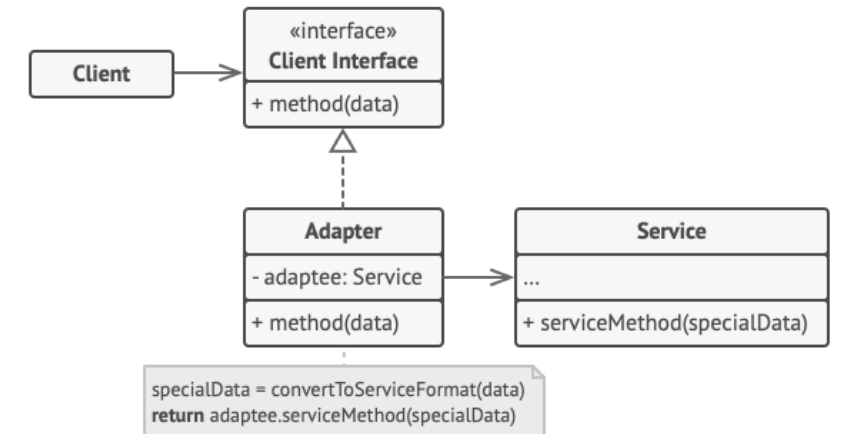 «interface»
Client Interface
Client
+ method(data)
Adapter
Service
- adaptee: Service
...
+ method(data)
+ serviceMethod(specialData)
specialData = convertToServiceFormat(data)
return adaptee.serviceMethod(specialData)